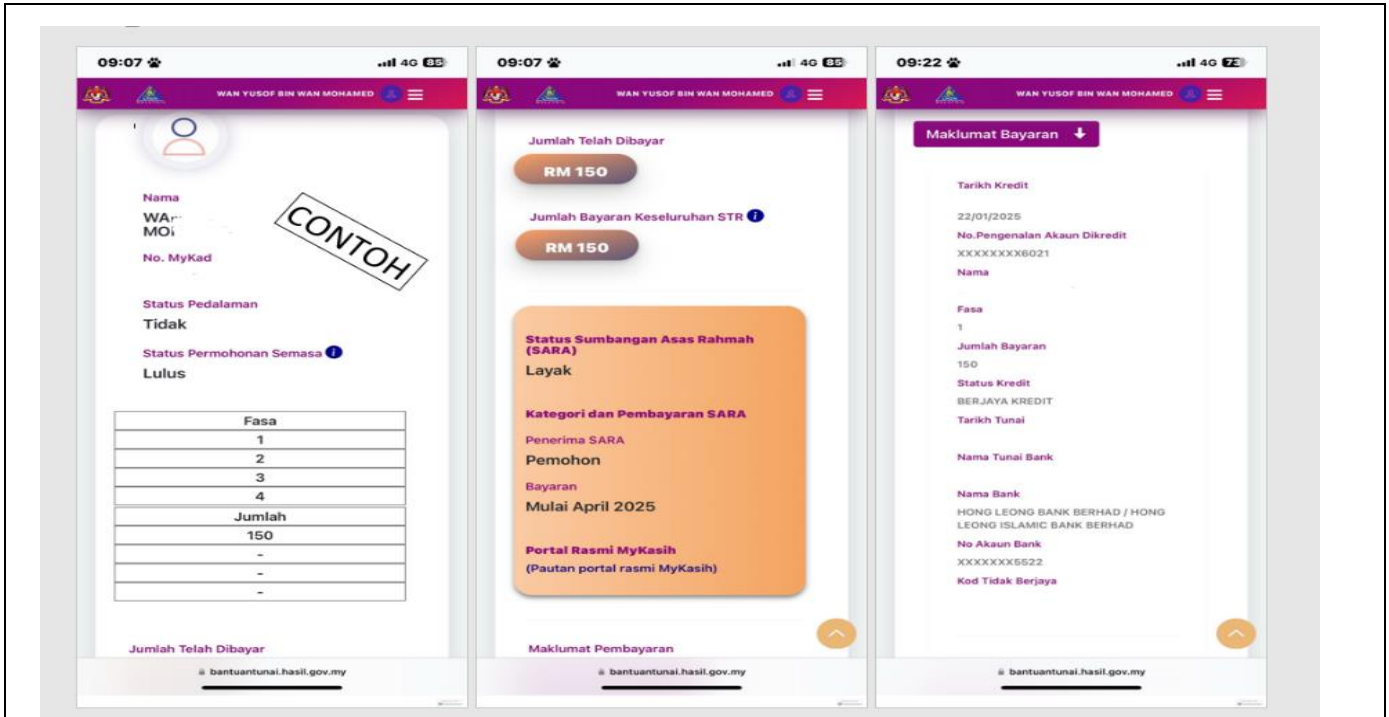 09:07
4G 85
WAN YUSOF BIN WAN MOHAMED
Nama
MOi
No. MyKad
CONTOH
Status Pedalaman
Tidak
Status Permohonan Semasa i
Lulus
Fasa
1
2
3
4
Jumlah
150
-
-
-
Jumlah Telah Dibayar
bantuantunai.hasil.gov.my
09:07
4G 85
WAN YUSOF BIN WAN MOHAMED
Jumlah Telah Dibayar
RM 150
Jumlah Bayaran Keseluruhan STR i
RM 150
Status Sumbangan Asas Rahmah
(SARA)
Layak
Kategori dan Pembayaran SARA
Penerima SARA
Pemohon
Bayaran
Mulai April 2025
Portal Rasmi MyKasih
(Pautan portal rasmi MyKasih)
Maklumat Pembayaran
bantuantunai.hasil.gov.my
09:22
4G
WAN YUSOF BIN WAN MOHAMED
Maklumat Bayaran
Tarikh Kredit
22/01/2025
No.Pengenalan Akaun Dikredit
XXXXXXXX6021
Nama
Fasa
1
Jumlah Bayaran
150
Status Kredit
BERJAYA KREDIT
Tarikh Tunai
Nama Tunai Bank
Nama Bank
HONG LEONG BANK BERHAD / HONG
LEONG ISLAMIC BANK BERHAD
No Akaun Bank
XXXXXXX5522
Kod Tidak Berjaya
bantuantunai.hasil.gov.my